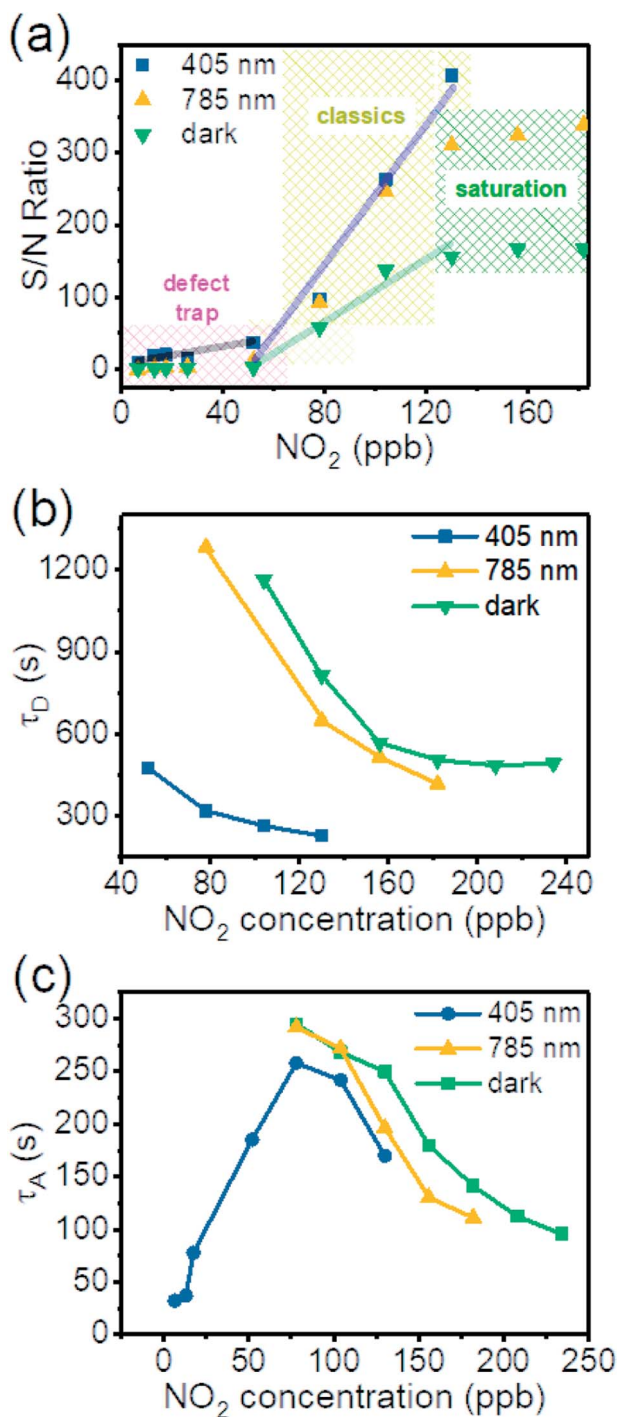 (a)
405 nm
785 nm
dark
classics
saturation
defect
trap
S/N Ratio
400
300
200
100
0
0 40 80 120 160
NO₂ (ppb)
(b)
405 nm
785 nm
dark
τD (s)
1200
900
600
300
40 80 120 160 200 240
NO₂ concentration (ppb)
(c)
405 nm
785 nm
dark
τA (s)
300
250
200
150
100
50
0
0 50 100 150 200 250
NO₂ concentration (ppb)